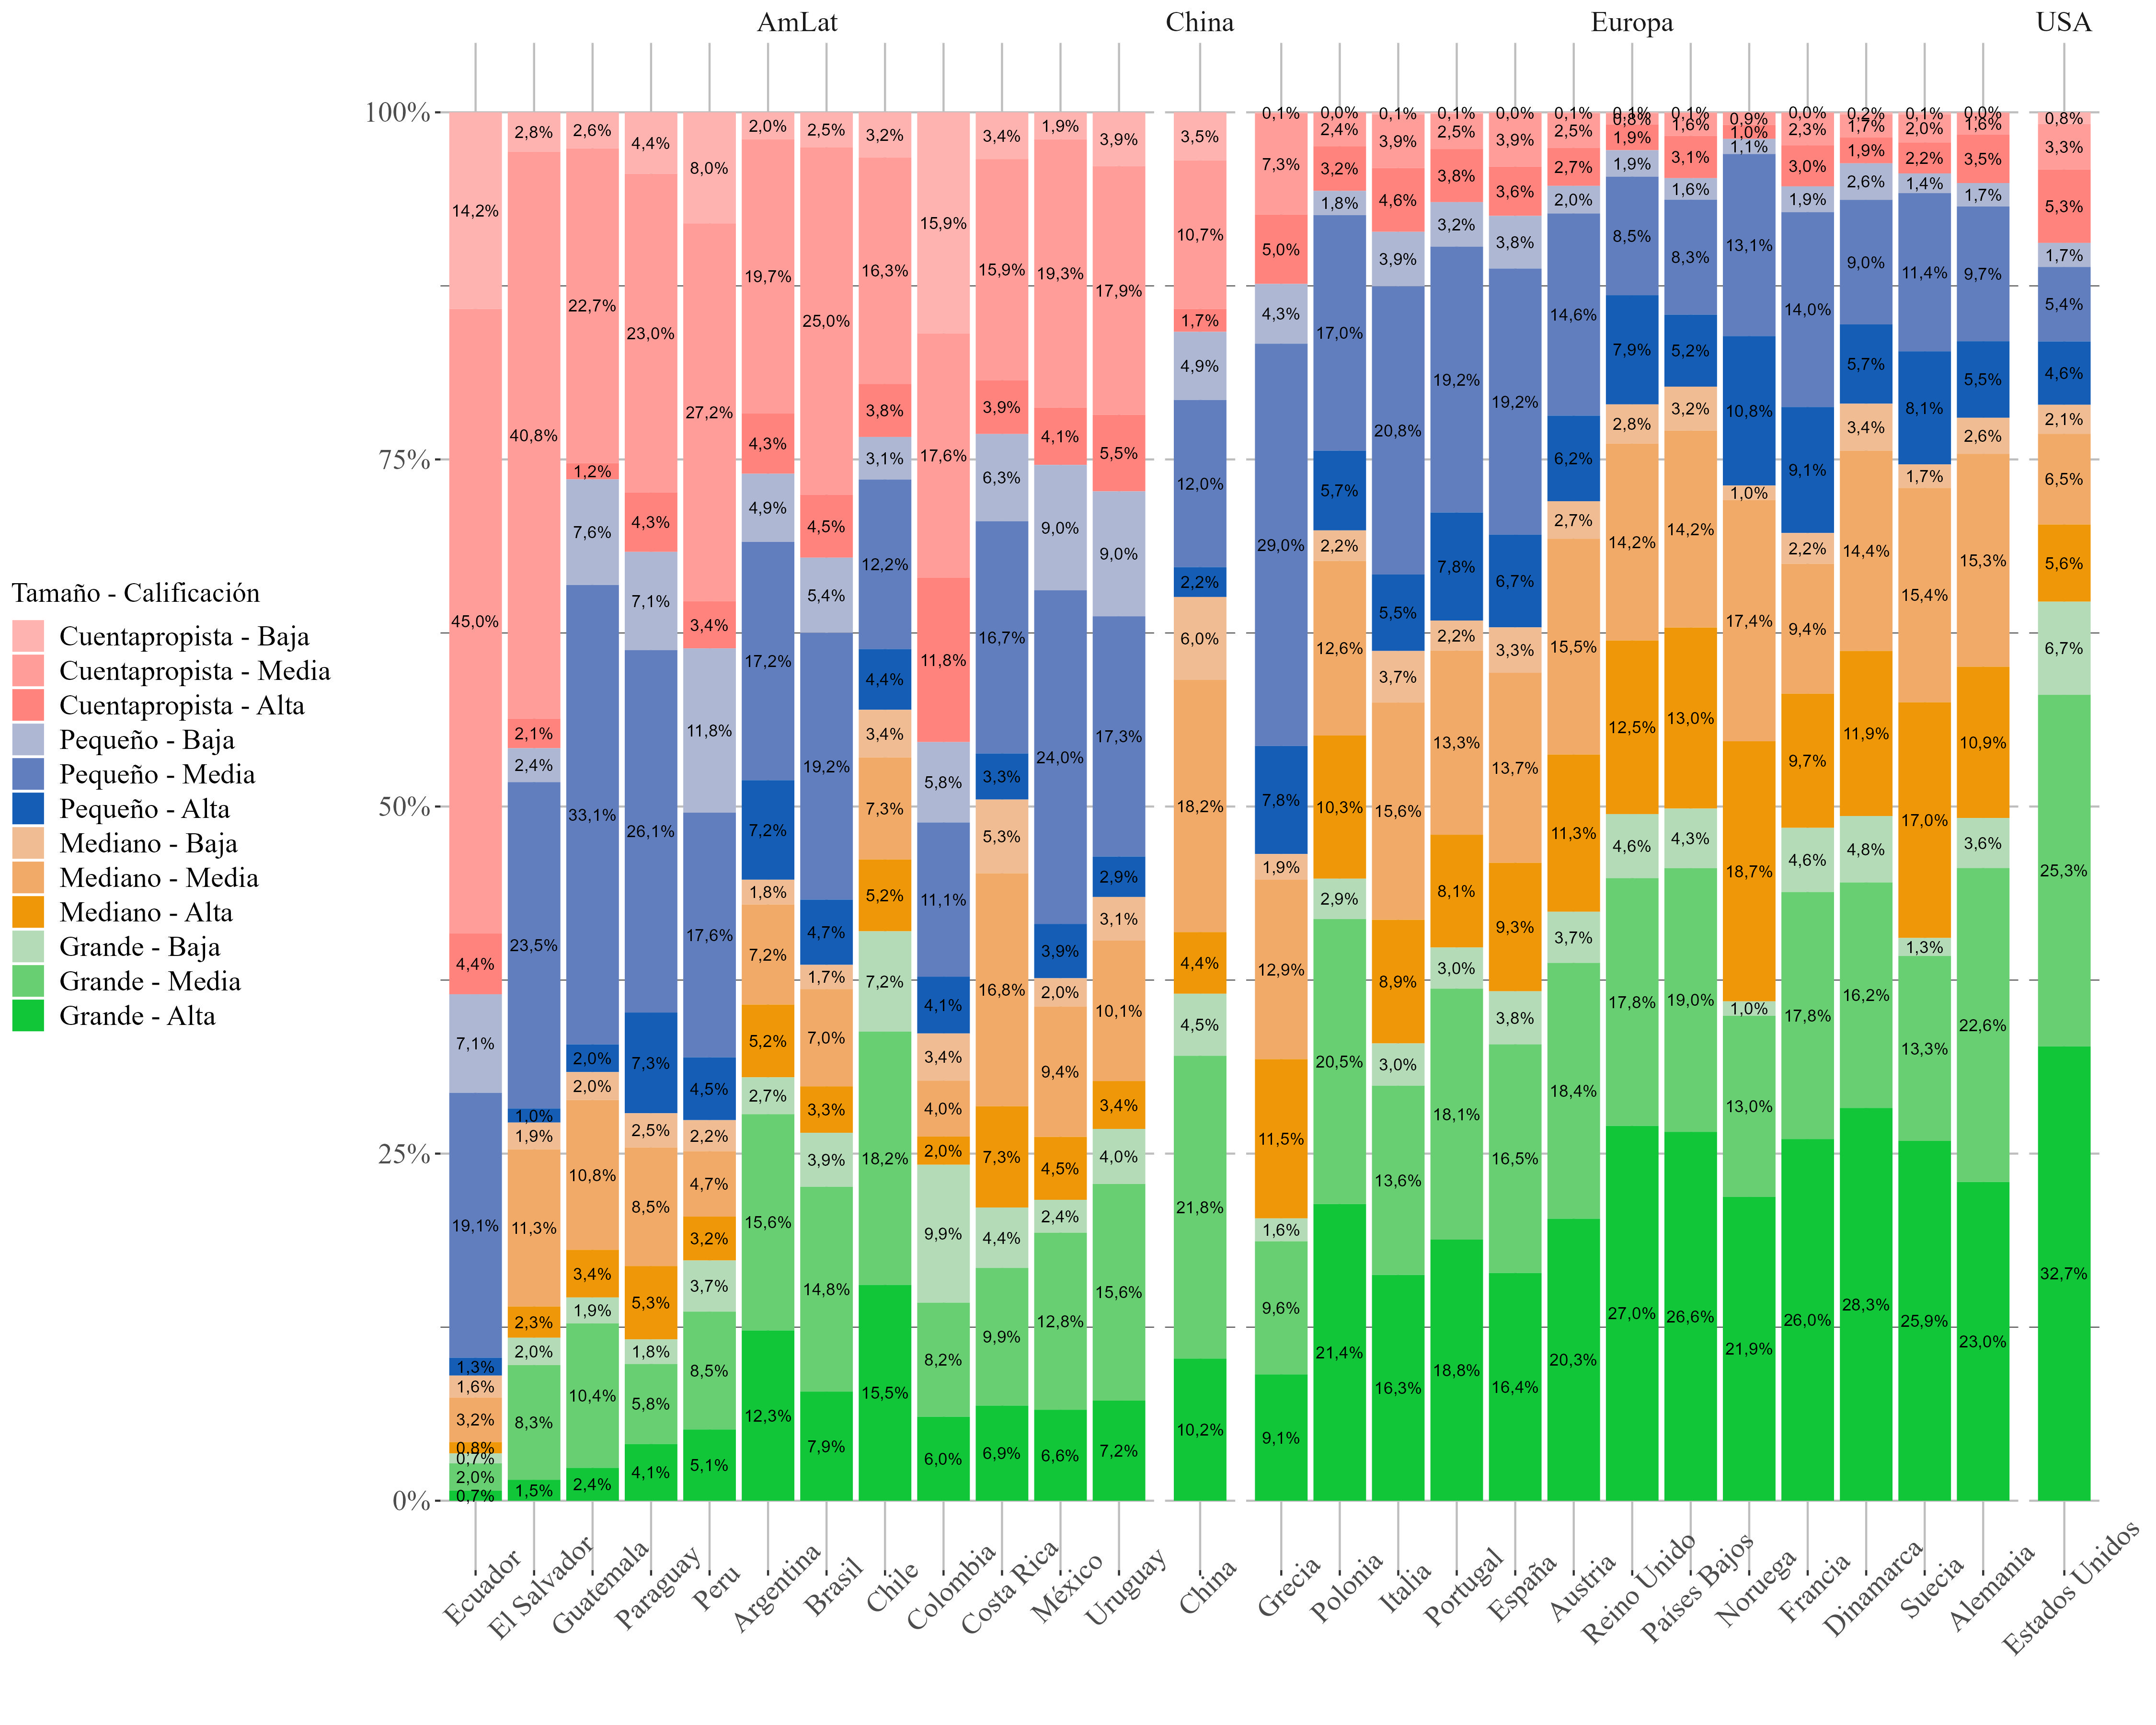 AmLat China Europa USA
100%
75%
50%
25%
0%
Tamaño - Calificación
Cuentapropista - Baja
Cuentapropista - Media
Cuentapropista - Alta
Pequeño - Baja
Pequeño - Media
Pequeño - Alta
Mediano - Baja
Mediano - Media
Mediano - Alta
Grande - Baja
Grande - Media
Grande - Alta
14,2% 45,0% 4,4% 7,1% 19,1% 1,3% 1,6% 3,2% 0,8% 0,7% 2,0% 0,7%
2,8% 40,8% 2,1% 2,4% 23,5% 1,0% 1,9% 11,3% 2,3% 2,0% 8,3% 1,5%
2,6% 22,7% 1,2% 7,6% 33,1% 2,0% 2,0% 10,8% 3,4% 1,9% 10,4% 2,4%
4,4% 23,0% 4,3% 7,1% 26,1% 7,3% 2,5% 8,5% 5,3% 1,8% 5,8% 4,1%
8,0% 27,2% 3,4% 11,8% 17,6% 4,5% 2,2% 4,7% 3,2% 3,7% 8,5% 5,1%
2,0% 19,7% 4,3% 4,9% 17,2% 7,2% 1,8% 7,2% 5,2% 2,7% 15,6% 12,3%
2,5% 25,0% 4,5% 5,4% 19,2% 4,7% 1,7% 7,0% 3,3% 3,9% 14,8% 7,9%
3,2% 16,3% 3,8% 3,1% 12,2% 4,4% 3,4% 7,3% 5,2% 7,2% 18,2% 15,5%
15,9% 17,6% 11,8% 5,8% 11,1% 4,1% 3,4% 4,0% 2,0% 9,9% 8,2% 6,0%
3,4% 15,9% 3,9% 6,3% 16,7% 3,3% 5,3% 16,8% 7,3% 4,4% 9,9% 6,9%
1,9% 19,3% 4,1% 9,0% 24,0% 3,9% 2,0% 9,4% 4,5% 2,4% 12,8% 6,6%
3,9% 17,9% 5,5% 9,0% 17,3% 2,9% 3,1% 10,1% 3,4% 4,0% 15,6% 7,2%
3,5% 10,7% 1,7% 4,9% 12,0% 2,2% 6,0% 18,2% 4,4% 4,5% 21,8% 10,2%
0,1% 7,3% 5,0% 4,3% 29,0% 7,8% 1,9% 12,9% 11,5% 1,6% 9,6% 9,1%
0,0% 2,4% 3,2% 1,8% 17,0% 5,7% 2,2% 12,6% 10,3% 2,9% 20,5% 21,4%
0,1% 3,9% 4,6% 3,9% 20,8% 5,5% 3,7% 15,6% 8,9% 3,0% 13,6% 16,3%
0,1% 2,5% 3,8% 3,2% 19,2% 7,8% 2,2% 13,3% 8,1% 3,0% 18,1% 18,8%
0,0% 3,9% 3,6% 3,8% 19,2% 6,7% 3,3% 13,7% 9,3% 3,8% 16,5% 16,4%
0,1% 2,5% 2,7% 2,0% 14,6% 6,2% 2,7% 15,5% 11,3% 3,7% 18,4% 20,3%
0,1% 0,8% 1,9% 1,9% 8,5% 7,9% 2,8% 14,2% 12,5% 4,6% 17,8% 27,0%
0,1% 1,6% 3,1% 1,6% 8,3% 5,2% 3,2% 14,2% 13,0% 4,3% 19,0% 26,6%
0,9% 1,0% 1,1% 13,1% 10,8% 1,0% 17,4% 18,7% 1,0% 13,0% 21,9%
0,0% 2,3% 3,0% 1,9% 14,0% 9,1% 2,2% 9,4% 9,7% 4,6% 17,8% 26,0%
0,2% 1,7% 1,9% 2,6% 9,0% 5,7% 3,4% 14,4% 11,9% 4,8% 16,2% 28,3%
0,1% 2,0% 2,2% 1,4% 11,4% 8,1% 1,7% 15,4% 17,0% 1,3% 13,3% 25,9%
0,0% 1,6% 3,5% 1,7% 9,7% 5,5% 2,6% 15,3% 10,9% 3,6% 22,6% 23,0%
0,8% 3,3% 5,3% 1,7% 5,4% 4,6% 2,1% 6,5% 5,6% 6,7% 25,3% 32,7%
Ecuador
El Salvador
Guatemala
Paraguay
Peru
Argentina
Brasil
Chile
Colombia
Costa Rica
México
Uruguay
China
Grecia
Polonia
Italia
Portugal
España
Austria
Reino Unido
Países Bajos
Noruega
Francia
Dinamarca
Suecia
Alemania
Estados Unidos